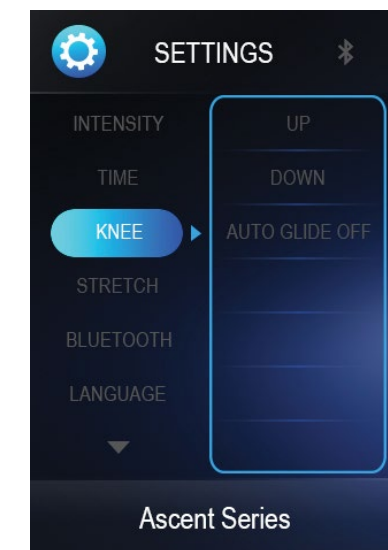 SETTINGS
INTENSITY
TIME
KNEE
STRETCH
BLUETOOTH
LANGUAGE
UP
DOWN
AUTO GLIDE OFF
Ascent Series